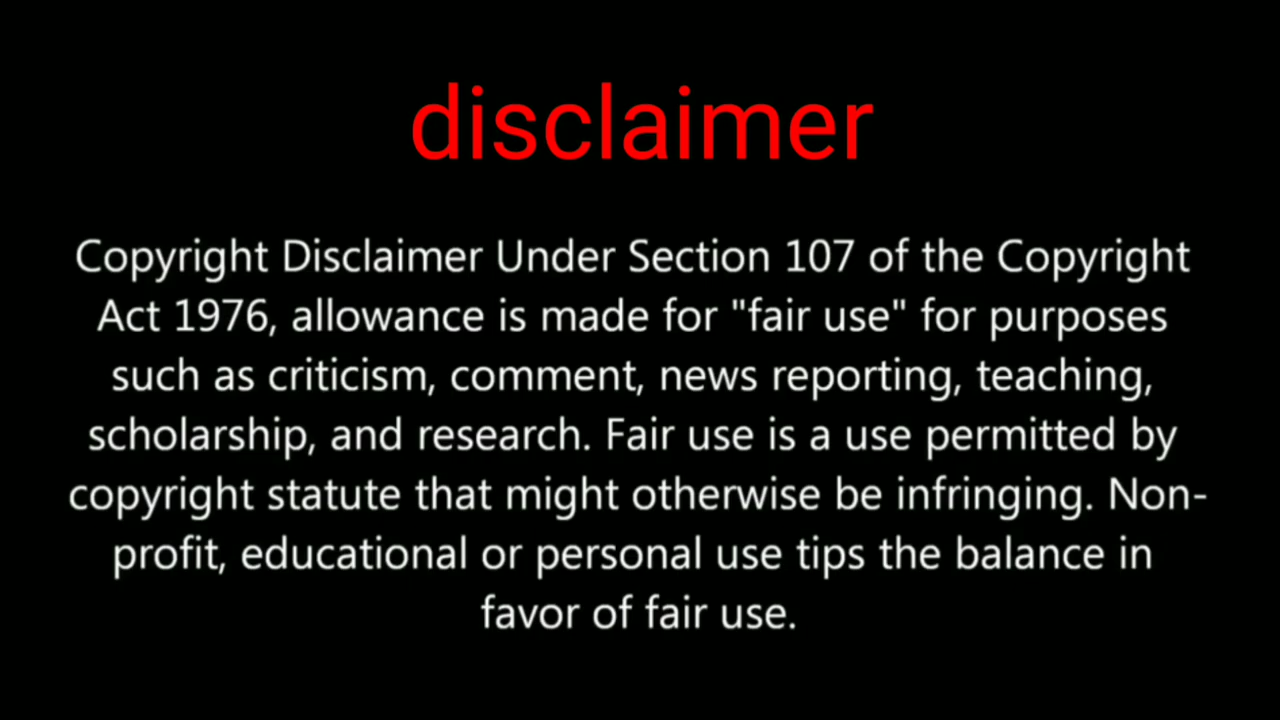 disclaimer
Copyright Disclaimer Under Section 107 of the Copyright
Act 1976, allowance is made for "fair use" for purposes
such as criticism, comment, news reporting, teaching,
scholarship, and research. Fair use is a use permitted by
copyright statute that might otherwise be infringing. Non-
profit, educational or personal use tips the balance in
favor of fair use.